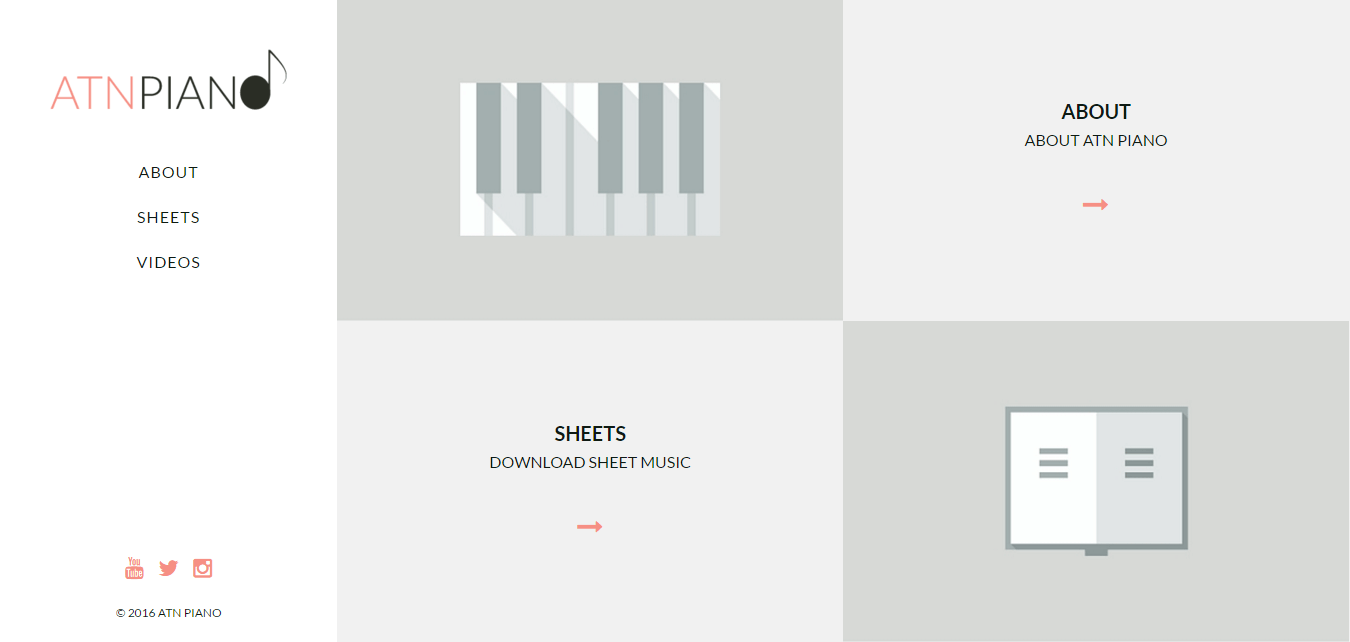 ATNPIANO
ABOUT
SHEETS
VIDEOS
You
Tube
© 2016 ATN PIANO
ABOUT
ABOUT ATN PIANO
SHEETS
DOWNLOAD SHEET MUSIC